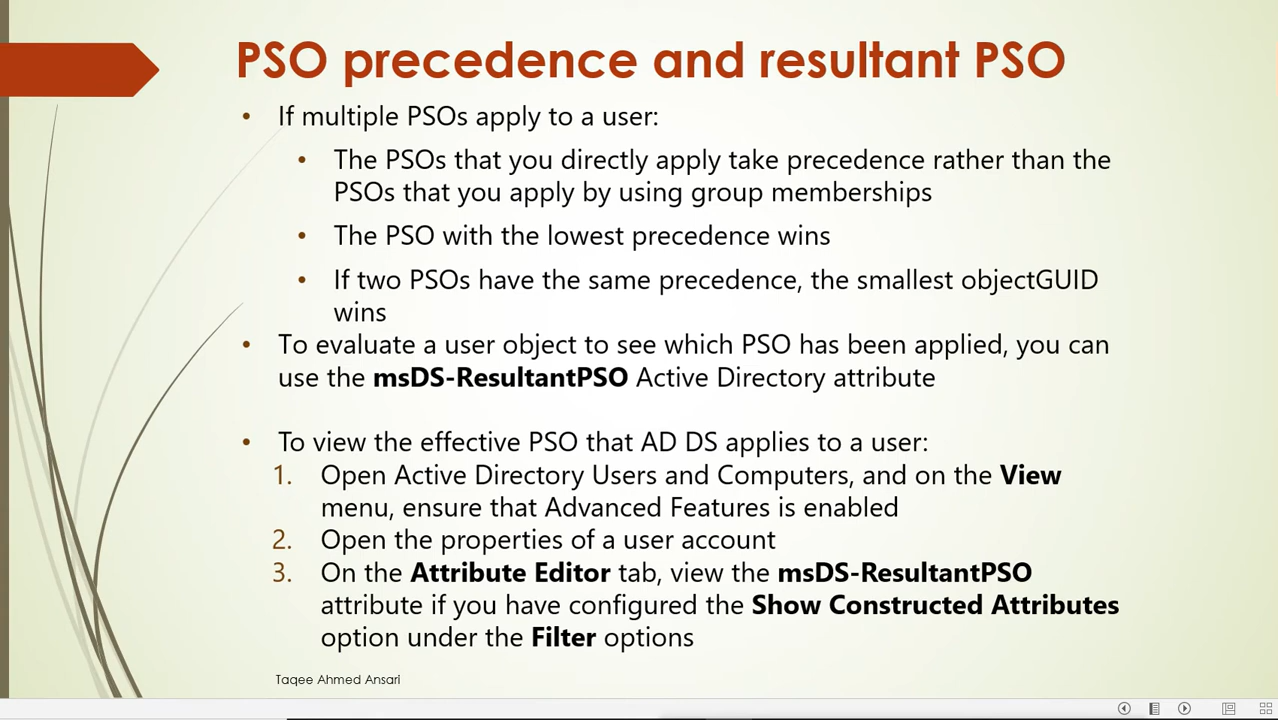 PSO precedence and resultant PSO
• If multiple PSOs apply to a user:
• The PSOs that you directly apply take precedence rather than the
PSOs that you apply by using group memberships
• The PSO with the lowest precedence wins
• If two PSOs have the same precedence, the smallest objectGUID
wins
• To evaluate a user object to see which PSO has been applied, you can
use the msDS-ResultantPSO Active Directory attribute
• To view the effective PSO that AD DS applies to a user:
1. Open Active Directory Users and Computers, and on the View
menu, ensure that Advanced Features is enabled
2. Open the properties of a user account
3. On the Attribute Editor tab, view the msDS-ResultantPSO
attribute if you have configured the Show Constructed Attributes
option under the Filter options
Taqee Ahmed Ansari